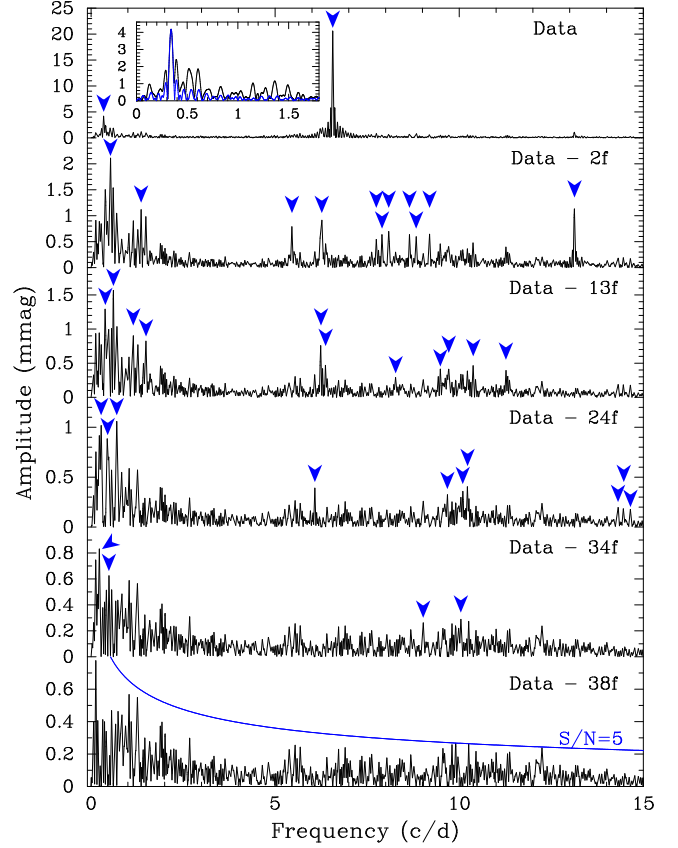 25
20
15
10
5
0
4
3
2
1
0
0 0.5 1 1.5
Data
2
1.5
1
0.5
0
Data - 2f
1.5
1
0.5
0
Data - 13f
1
0.5
0
Data - 24f
0.8
0.6
0.4
0.2
0
Data - 34f
0.6
0.4
0.2
0
Data - 38f
S/N=5
0 5 10 15
Amplitude (mmag)
Frequency (c/d)